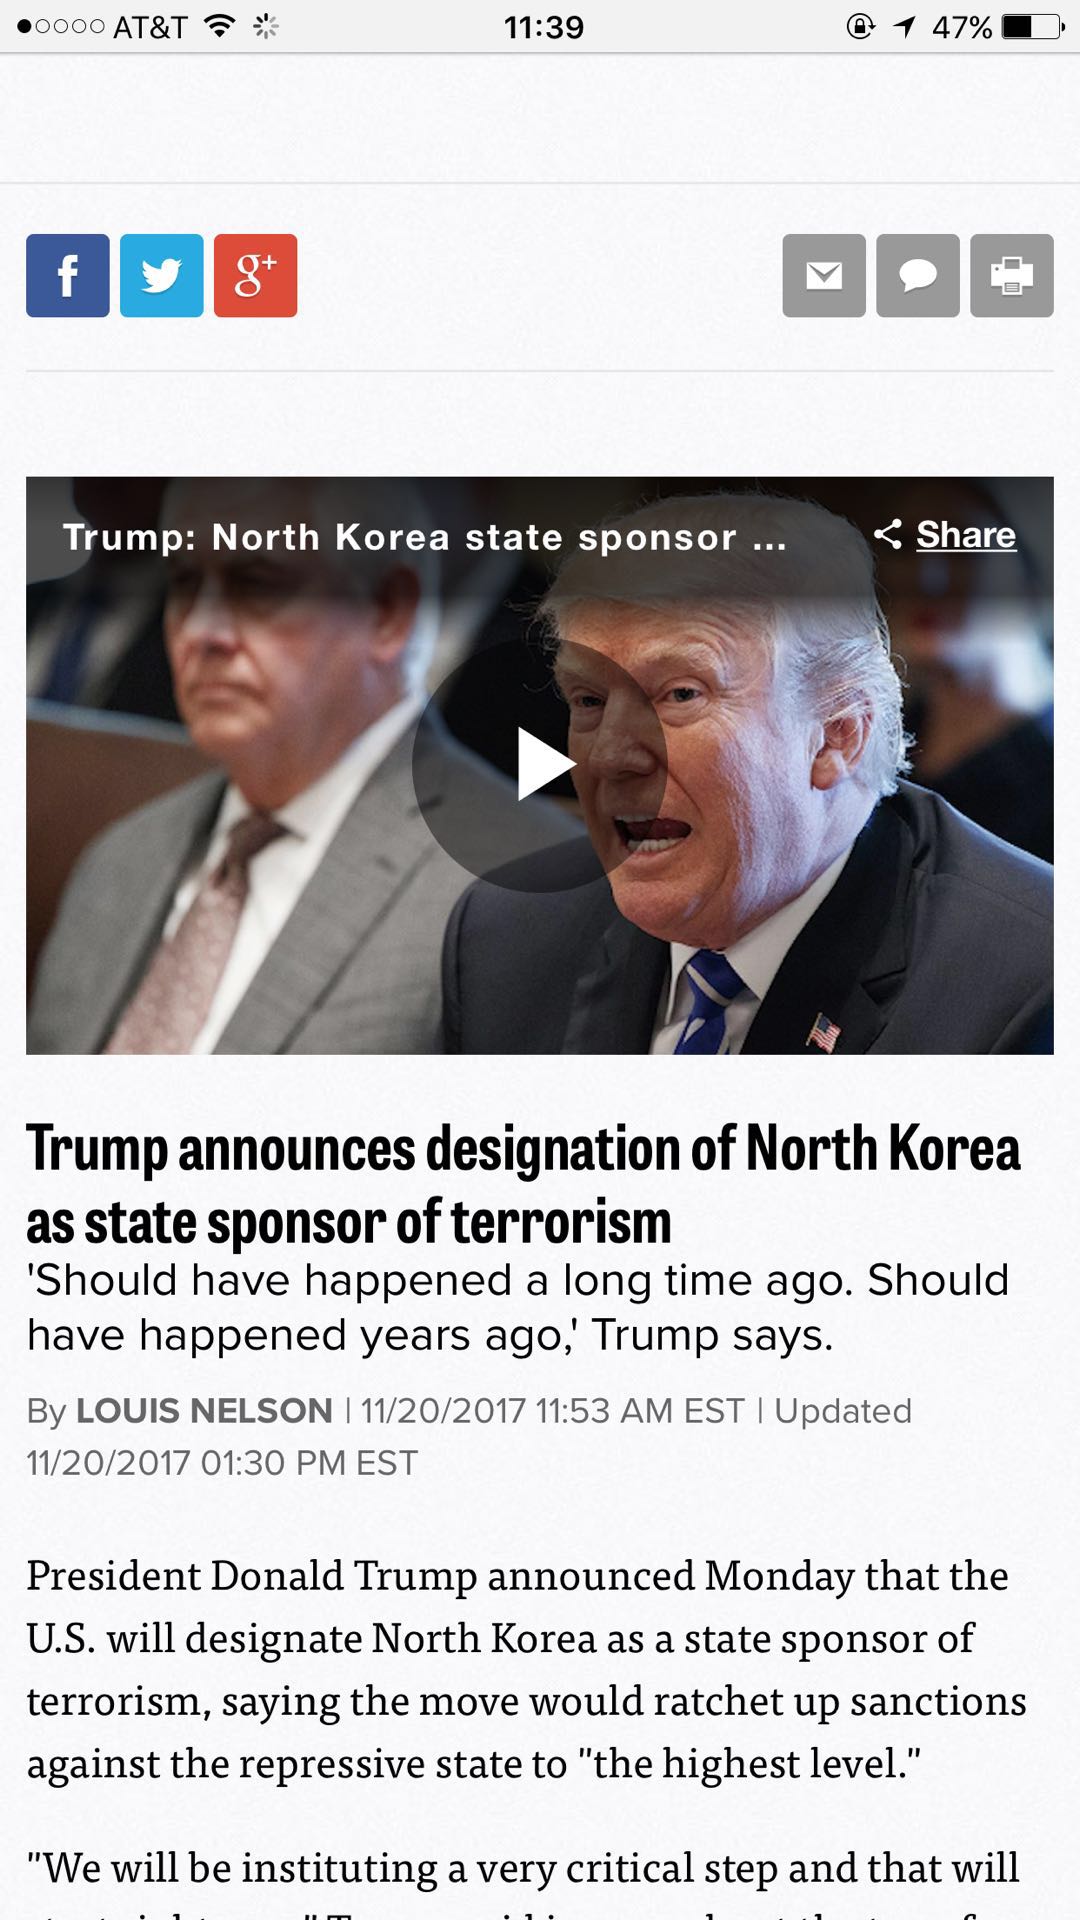 AT&T 11:39 47%
f g+
Trump: North Korea state sponsor ... Share
Trump announces designation of North Korea
as state sponsor of terrorism
'Should have happened a long time ago. Should
have happened years ago,' Trump says.
By LOUIS NELSON | 11/20/2017 11:53 AM EST | Updated
11/20/2017 01:30 PM EST
President Donald Trump announced Monday that the
U.S. will designate North Korea as a state sponsor of
terrorism, saying the move would ratchet up sanctions
against the repressive state to "the highest level."
"We will be instituting a very critical step and that will